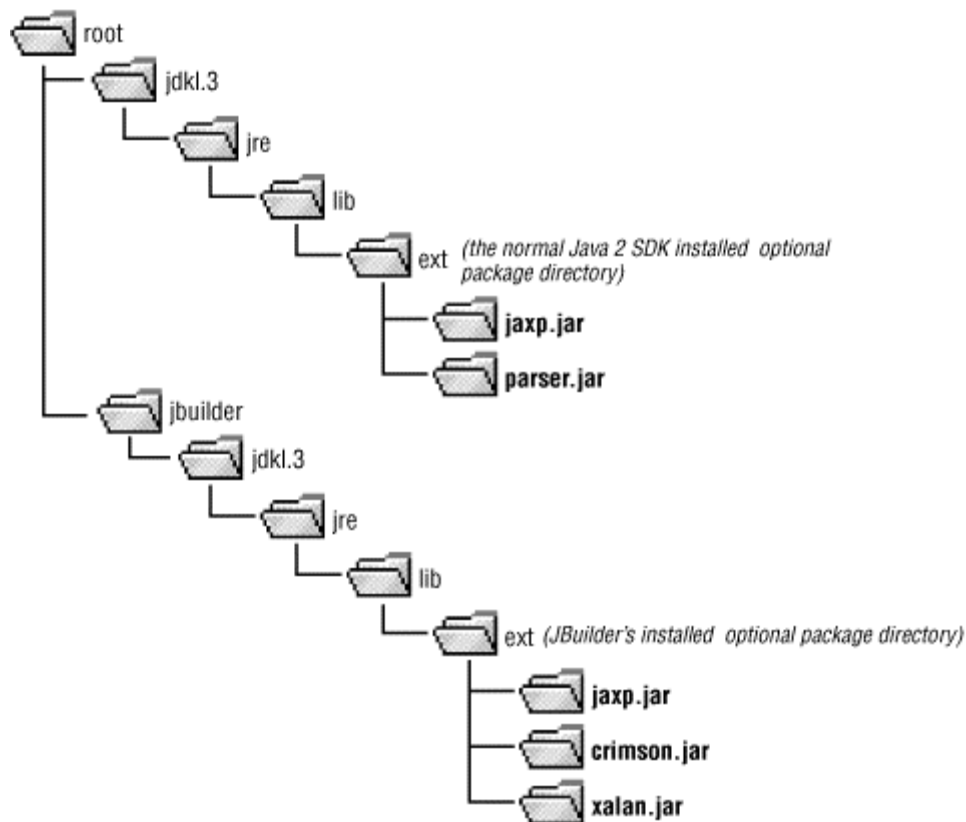 root
jdkl.3
jre
lib
ext (the normal Java 2 SDK installed optional
package directory)
jaxp.jar
parser.jar
jbuilder
jdkl.3
jre
lib
ext (JBuilder's installed optional package directory)
jaxp.jar
crimson.jar
xalan.jar